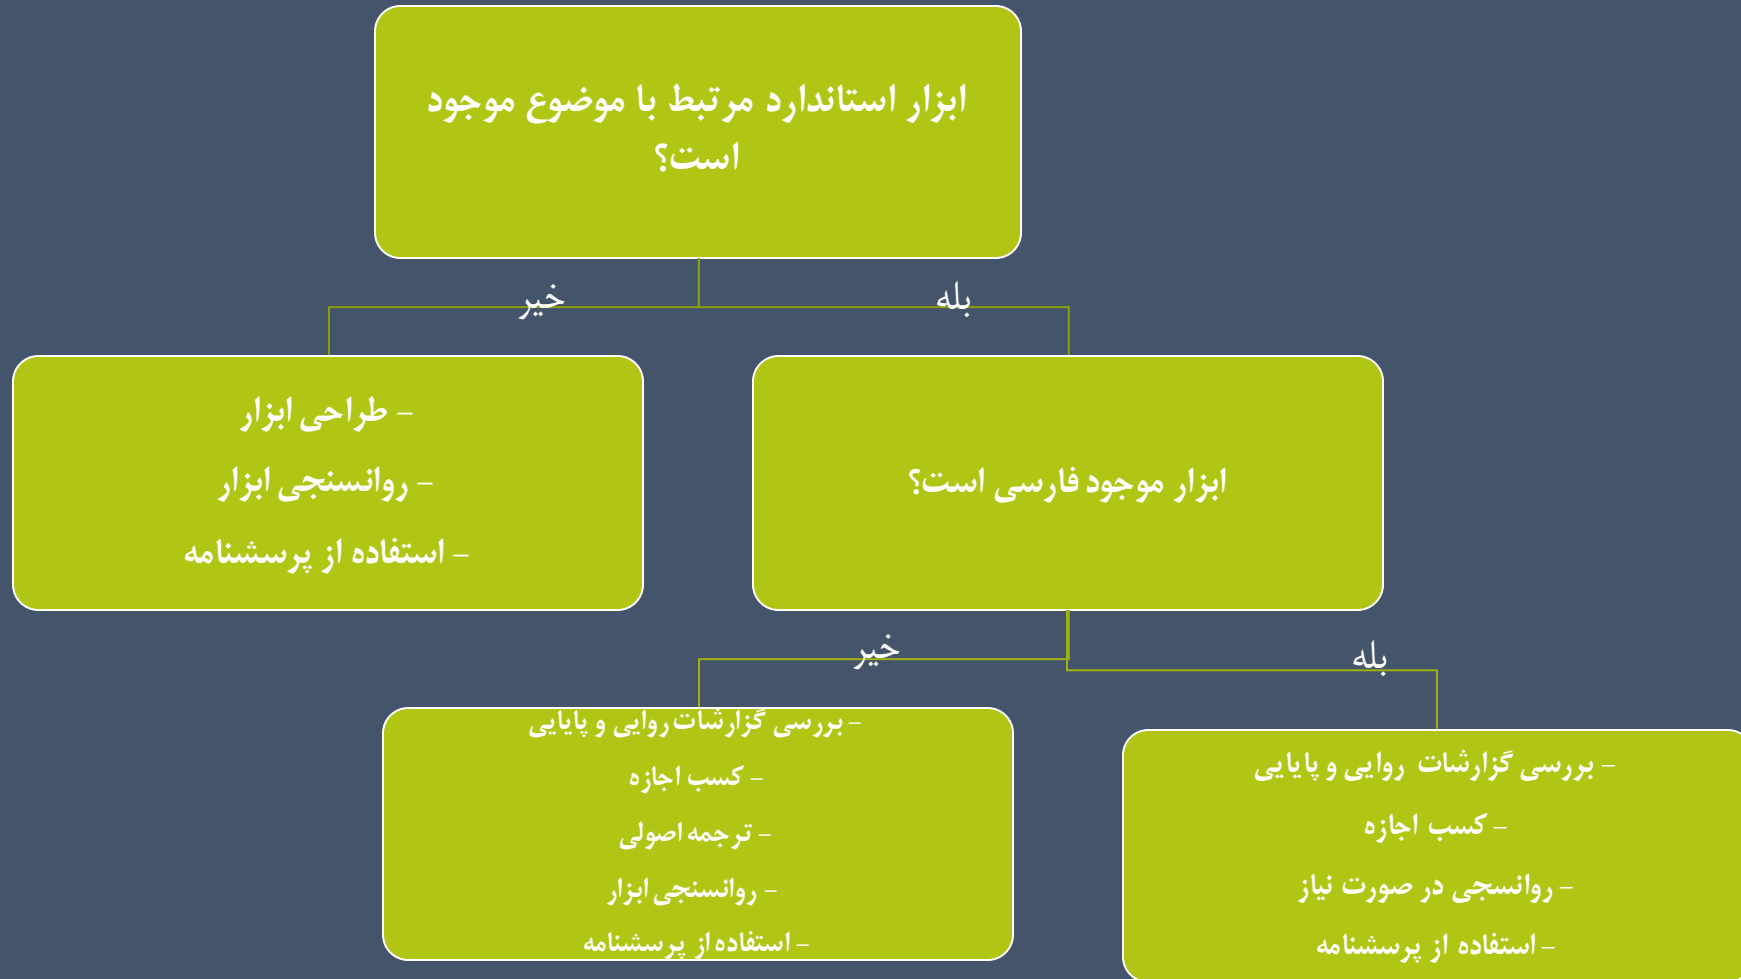 ابزار استاندارد مرتبط با موضوع موجود
است؟
بله
خیر
ابزار موجود فارسی است؟
- طراحی ابزار
- روانسنجی ابزار
- استفاده از پرسشنامه
بله
خیر
- بررسی گزارشات روایی و پایایی
- کسب اجازه
- روانسجی در صورت نیاز
- استفاده از پرسشنامه
- بررسی گزارشات روایی و پایایی
- کسب اجازه
- ترجمه اصولی
- روانسنجی ابزار
- استفاده از پرسشنامه